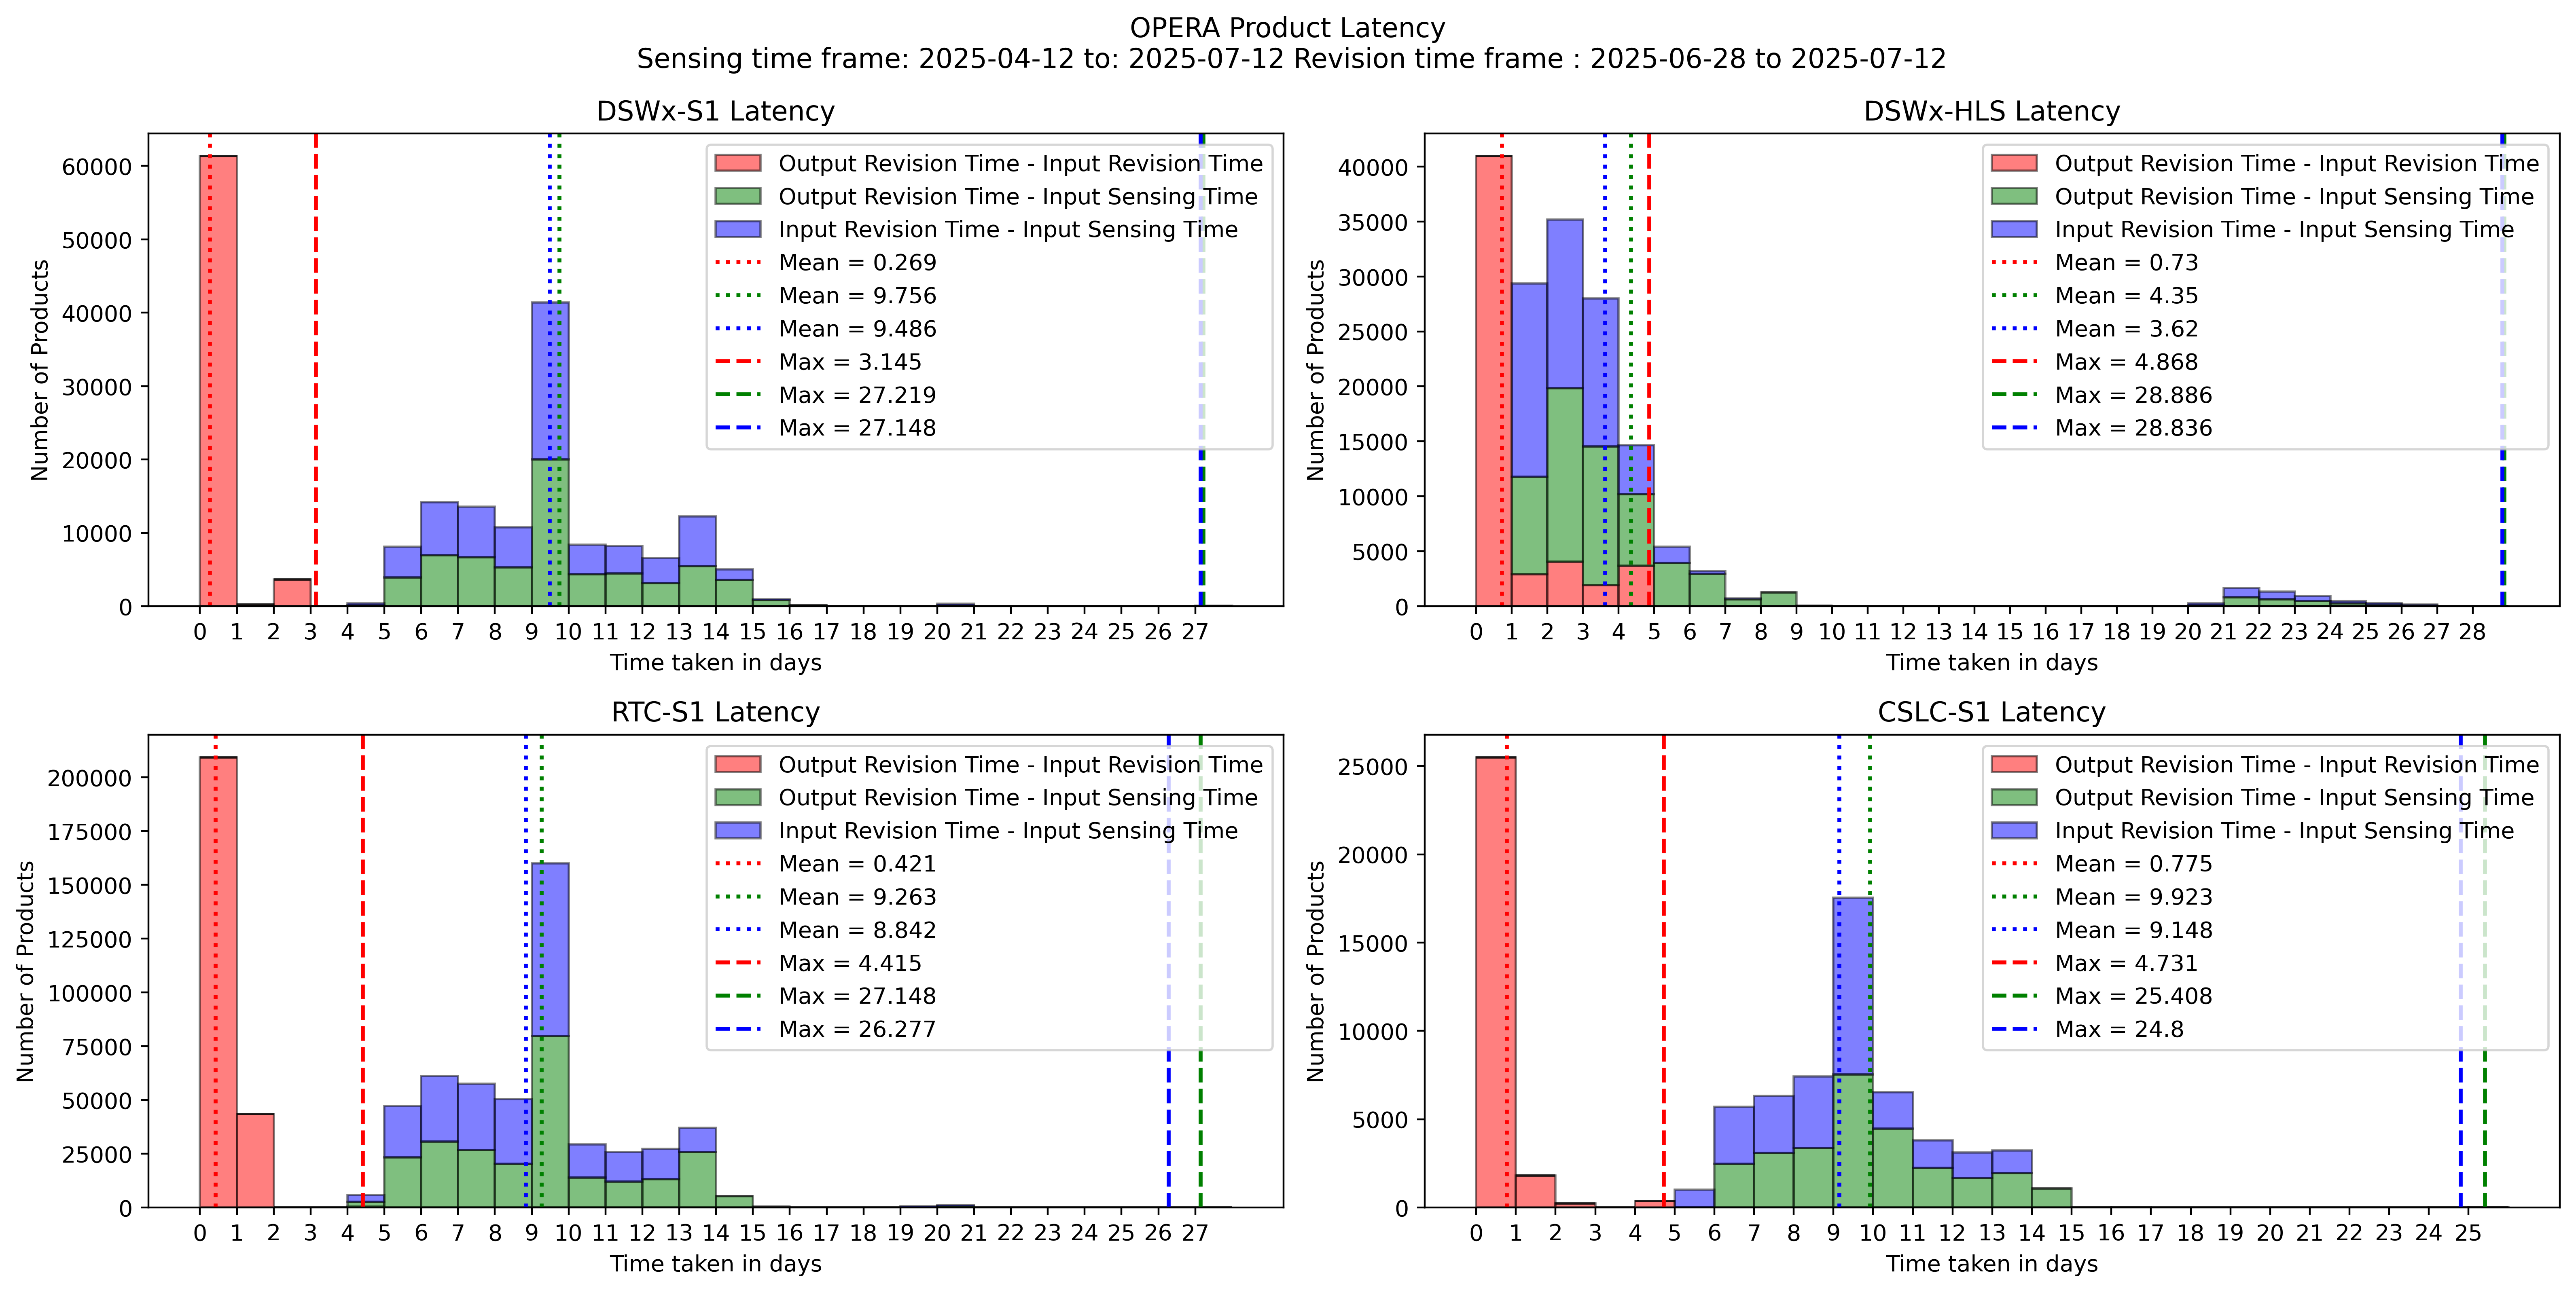 OPERA Product Latency
Sensing time frame: 2025-04-12 to: 2025-07-12 Revision time frame : 2025-06-28 to 2025-07-12
DSWx-S1 Latency
Number of Products
60000
50000
40000
30000
20000
10000
0
Output Revision Time - Input Revision Time
Output Revision Time - Input Sensing Time
Input Revision Time - Input Sensing Time
Mean = 0.269
Mean = 9.756
Mean = 9.486
Max = 3.145
Max = 27.219
Max = 27.148
0 1 2 3 4 5 6 7 8 9 10 11 12 13 14 15 16 17 18 19 20 21 22 23 24 25 26 27
Time taken in days
DSWx-HLS Latency
Number of Products
40000
35000
30000
25000
20000
15000
10000
5000
0
Output Revision Time - Input Revision Time
Output Revision Time - Input Sensing Time
Input Revision Time - Input Sensing Time
Mean = 0.73
Mean = 4.35
Mean = 3.62
Max = 4.868
Max = 28.886
Max = 28.836
0 1 2 3 4 5 6 7 8 9 10 11 12 13 14 15 16 17 18 19 20 21 22 23 24 25 26 27 28
Time taken in days
RTC-S1 Latency
Number of Products
200000
175000
150000
125000
100000
75000
50000
25000
0
Output Revision Time - Input Revision Time
Output Revision Time - Input Sensing Time
Input Revision Time - Input Sensing Time
Mean = 0.421
Mean = 9.263
Mean = 8.842
Max = 4.415
Max = 27.148
Max = 26.277
0 1 2 3 4 5 6 7 8 9 10 11 12 13 14 15 16 17 18 19 20 21 22 23 24 25 26 27
Time taken in days
CSLC-S1 Latency
Number of Products
25000
20000
15000
10000
5000
0
Output Revision Time - Input Revision Time
Output Revision Time - Input Sensing Time
Input Revision Time - Input Sensing Time
Mean = 0.775
Mean = 9.923
Mean = 9.148
Max = 4.731
Max = 25.408
Max = 24.8
0 1 2 3 4 5 6 7 8 9 10 11 12 13 14 15 16 17 18 19 20 21 22 23 24 25
Time taken in days